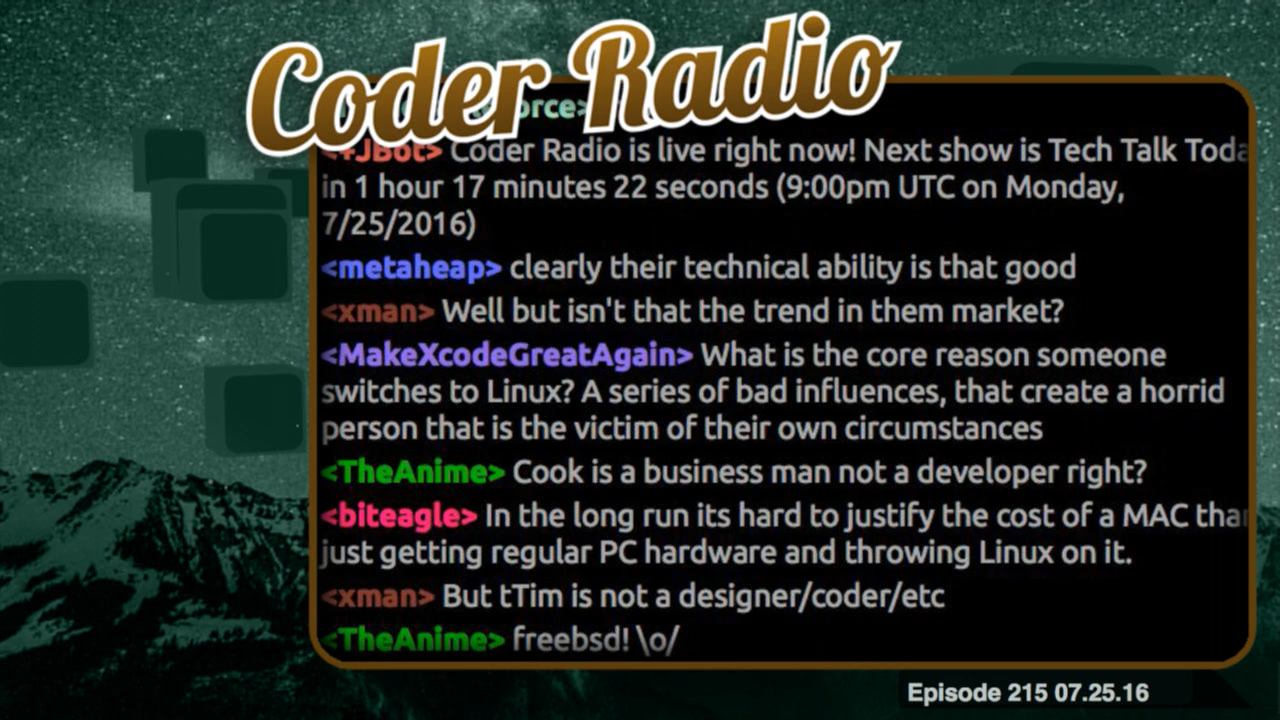 Coder Radio
orce>
<+JBot> Coder Radio is live right now! Next show is Tech Talk Toda
in 1 hour 17 minutes 22 seconds (9:00pm UTC on Monday,
7/25/2016)
<metaheap> clearly their technical ability is that good
<xman> Well but isn't that the trend in them market?
<MakeXcodeGreatAgain> What is the core reason someone
switches to Linux? A series of bad influences, that create a horrid
person that is the victim of their own circumstances
<TheAnime> Cook is a business man not a developer right?
<biteagle> In the long run its hard to justify the cost of a MAC than
just getting regular PC hardware and throwing Linux on it.
<xman> But tTim is not a designer/coder/etc
<TheAnime> freebsd! \o/
Episode 215 07.25.16